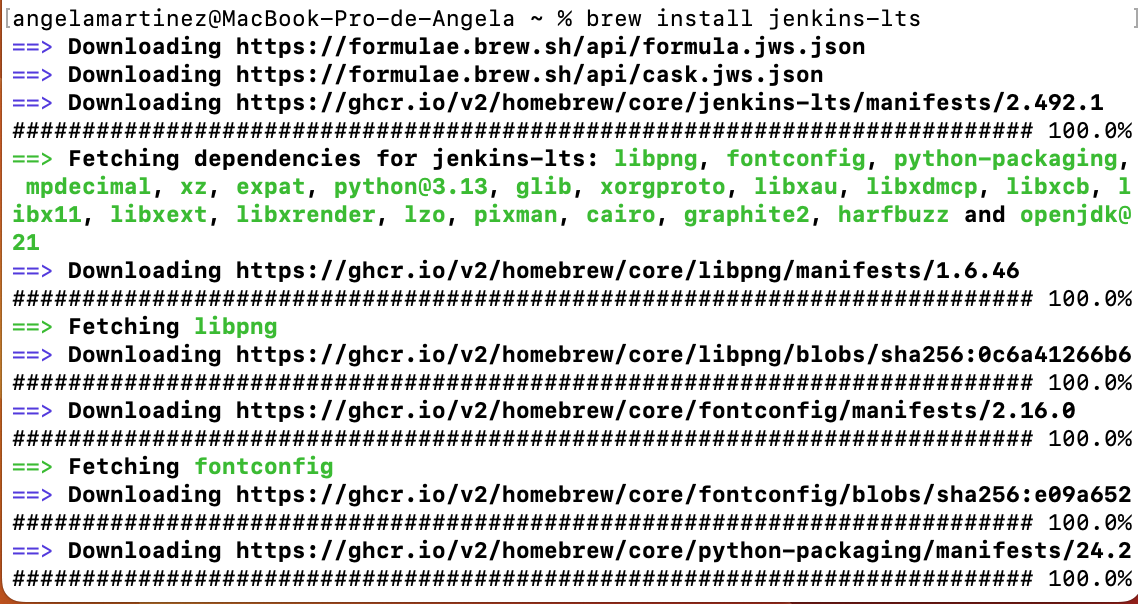 [angelamartinez@MacBook-Pro-de-Angela ~ % brew install jenkins-lts ]
==> Downloading https://formulae.brew.sh/api/formula.jws.json
==> Downloading https://formulae.brew.sh/api/cask.jws.json
==> Downloading https://ghcr.io/v2/homebrew/core/jenkins-lts/manifests/2.492.1
######################################################################### 100.0%
==> Fetching dependencies for jenkins-lts: libpng, fontconfig, python-packaging,
 mpdecimal, xz, expat, python@3.13, glib, xorgproto, libxau, libxdmcp, libxcb, l
ibx11, libxext, libxrender, lzo, pixman, cairo, graphite2, harfbuzz and openjdk@
21
==> Downloading https://ghcr.io/v2/homebrew/core/libpng/manifests/1.6.46
######################################################################### 100.0%
==> Fetching libpng
==> Downloading https://ghcr.io/v2/homebrew/core/libpng/blobs/sha256:0c6a41266b6
######################################################################### 100.0%
==> Downloading https://ghcr.io/v2/homebrew/core/fontconfig/manifests/2.16.0
######################################################################### 100.0%
==> Fetching fontconfig
==> Downloading https://ghcr.io/v2/homebrew/core/fontconfig/blobs/sha256:e09a652
######################################################################### 100.0%
==> Downloading https://ghcr.io/v2/homebrew/core/python-packaging/manifests/24.2
######################################################################### 100.0%